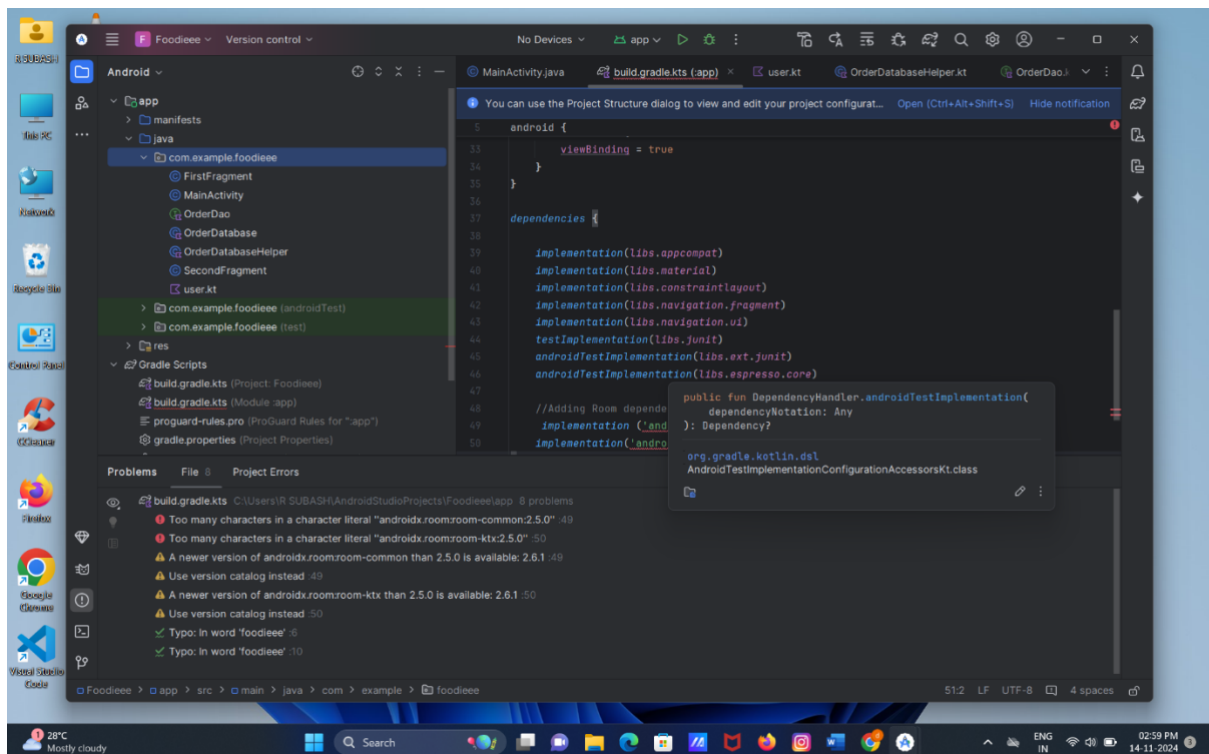 R SUBASH
This PC
Network
Recycle Bin
Control Panel
CCleaner
Firefox
Google
Chrome
Visual Studio
Code
F Foodieee Version control No Devices app
Android
app
manifests
java
com.example.foodieee
FirstFragment
MainActivity
OrderDao
OrderDatabase
OrderDatabaseHelper
SecondFragment
user.kt
com.example.foodieee (androidTest)
com.example.foodieee (test)
res
Gradle Scripts
build.gradle.kts (Project: Foodieee)
build.gradle.kts (Module :app)
proguard-rules.pro (ProGuard Rules for ":app")
gradle.properties (Project Properties)
MainActivity.java build.gradle.kts (:app) user.kt OrderDatabaseHelper.kt OrderDao.k
You can use the Project Structure dialog to view and edit your project configurat... Open (Ctrl+Alt+Shift+S) Hide notification
5 android {
33 viewBinding = true
34 }
35 }
36
37 dependencies {
38
39 implementation(libs.appcompat)
40 implementation(libs.material)
41 implementation(libs.constraintlayout)
42 implementation(libs.navigation.fragment)
43 implementation(libs.navigation.ui)
44 testImplementation(libs.junit)
45 androidTestImplementation(libs.ext.junit)
46 androidTestImplementation(libs.espresso.core)
47
48 //Adding Room depende
49 implementation ('and
50 implementation('andro
public fun DependencyHandler.androidTestImplementation(
dependencyNotation: Any
): Dependency?
org.gradle.kotlin.dsl
AndroidTestImplementationConfigurationAccessorsKt.class
Problems File 8 Project Errors
build.gradle.kts C:\Users\R SUBASH\AndroidStudioProjects\Foodieee\app 8 problems
Too many characters in a character literal "androidx.room:room-common:2.5.0" :49
Too many characters in a character literal "androidx.room:room-ktx:2.5.0" :50
A newer version of androidx.room:room-common than 2.5.0 is available: 2.6.1 :49
Use version catalog instead :49
A newer version of androidx.room:room-ktx than 2.5.0 is available: 2.6.1 :50
Use version catalog instead :50
Typo: In word 'foodieee' :6
Typo: In word 'foodieee' :10
Foodieee > app > src > main > java > com > example > foodieee 51:2 LF UTF-8 4 spaces
1 28°C
Mostly cloudy
Search
ENG
IN
02:59 PM
14-11-2024